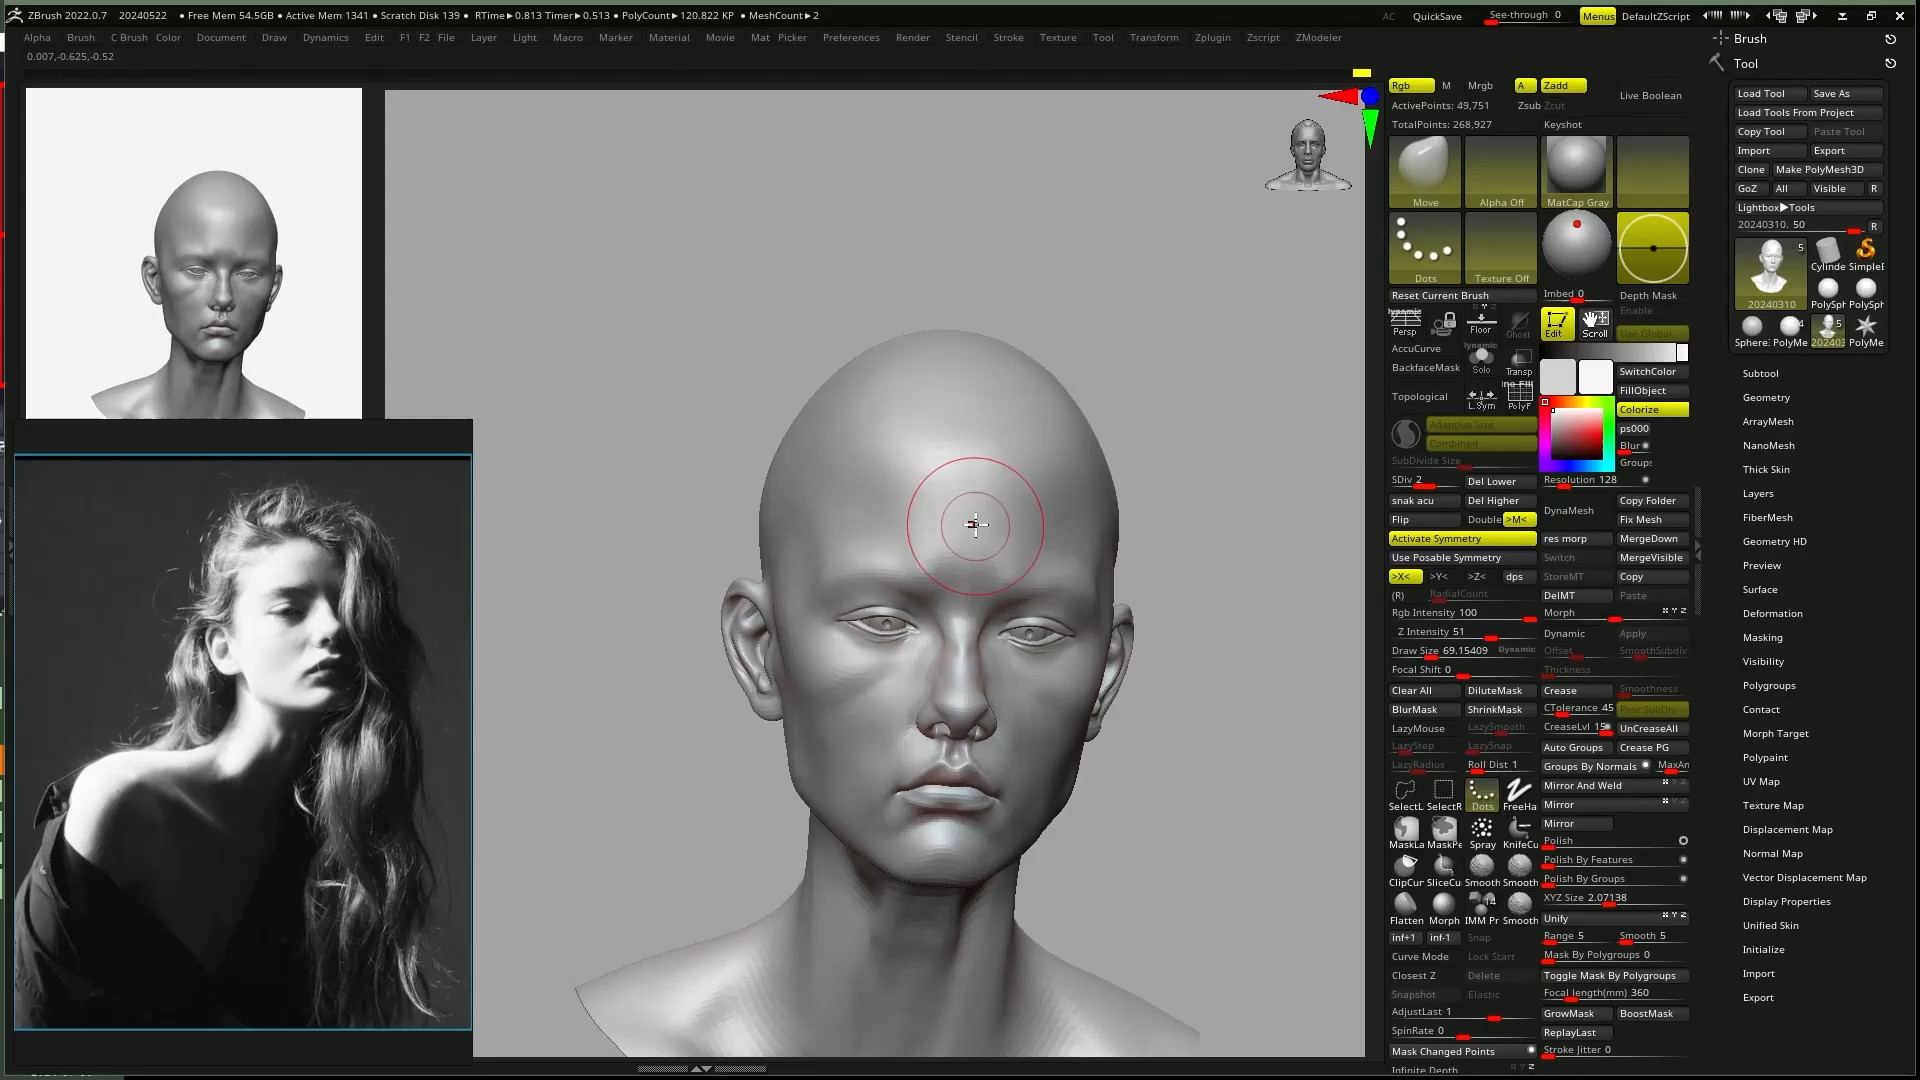 ZBrush 2022.0.7 20240522 ● Free Mem 54.5GB ● Active Mem 1341 ● Scratch Disk 139 ● RTime▶0.813 Timer▶0.513 ● PolyCount▶120.822 KP ● MeshCount▶2 AC QuickSave See-through 0 Menus DefaultZScript
Alpha Brush C Brush Color Document Draw Dynamics Edit F1 F2 File Layer Light Macro Marker Material Movie Mat Picker Preferences Render Stencil Stroke Texture Tool Transform Zplugin Zscript ZModeler
0.007,-0.625,-0.52
Rgb M Mrgb A Zadd Live Boolean
ActivePoints: 49,751 Zsub Zcut
TotalPoints: 268,927 Keyshot
Move Alpha Off MatCap Gray
Dots Texture Off
Reset Current Brush Imbed 0 Depth Mask
Persp Floor Ghost Edit Scroll Enable
Use Global
AccuCurve Dynamic
BackfaceMask Solo Transp SwitchColor
Topological L.Sym PolyF FillObject
Adaptive Size Colorize
Combined ps000
Blur
SubDivide Size Groups
SDiv 2 Del Lower Resolution 128
snak acu Del Higher DynaMesh Copy Folder
Flip Double >M< Fix Mesh
Activate Symmetry res morp MergeDown
Use Posable Symmetry Switch MergeVisible
>X< >Y< >Z< dps StoreMT Copy
(R) RadialCount DelMT Paste
Rgb Intensity 100 Morph X Y Z
Z Intensity 51 Dynamic Apply
Draw Size 69.15409 Dynamic Offset SmoothSubdiv
Focal Shift 0 Thickness
Clear All DiluteMask Crease Smoothness
BlurMask ShrinkMask CTolerance 45 Post SubDiv
LazyMouse LazySmooth CreaseLvl 15 UnCreaseAll
LazyStep LazySnap Auto Groups Crease PG
LazyRadius Roll Dist 1 Groups By Normals MaxAn
SelectL SelectR Dots FreeHa Mirror And Weld
Mirror
MaskLa MaskPe Spray KnifeCu Mirror
Polish
ClipCur SliceCu Smooth Smooth Polish By Features
Polish By Groups
Flatten Morph IMM Pr Smooth 14 XYZ Size 2.07138
Unify X Y Z
inf+1 inf-1 Snap Range 5 Smooth 5
Curve Mode Lock Start Mask By Polygroups 0
Closest Z Delete Toggle Mask By Polygroups
Snapshot Elastic Focal length(mm) 360
AdjustLast 1 GrowMask BoostMask
SpinRate 0 ReplayLast
Mask Changed Points Stroke Jitter 0
Infinite Depth X Y Z
Brush
Tool
Load Tool Save As
Load Tools From Project
Copy Tool Paste Tool
Import Export
Clone Make PolyMesh3D
GoZ All Visible R
Lightbox▶Tools
20240310. 50 R
5 Cylinde SimpleE
20240310 PolySph PolySph
4 5
Sphere: PolyMe 202403 PolyMe
Subtool
Geometry
ArrayMesh
NanoMesh
Thick Skin
Layers
FiberMesh
Geometry HD
Preview
Surface
Deformation
Masking
Visibility
Polygroups
Contact
Morph Target
Polypaint
UV Map
Texture Map
Displacement Map
Normal Map
Vector Displacement Map
Display Properties
Unified Skin
Initialize
Import
Export